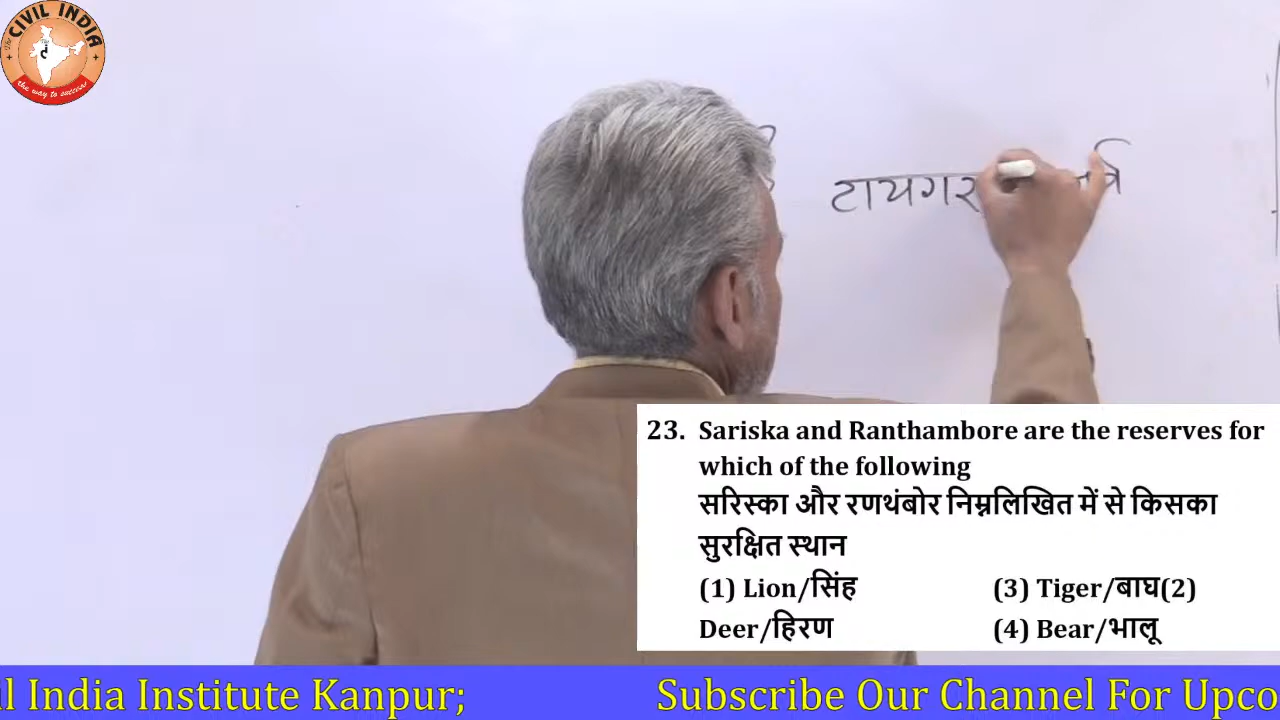 The CIVIL INDIA
the way to success
टायगर
23. Sariska and Ranthambore are the reserves for
which of the following
सरिस्का और रणथंबोर निम्नलिखित में से किसका
सुरक्षित स्थान
(1) Lion/सिंह (3) Tiger/बाघ(2)
Deer/हिरण (4) Bear/भालू
il India Institute Kanpur; Subscribe Our Channel For Upco